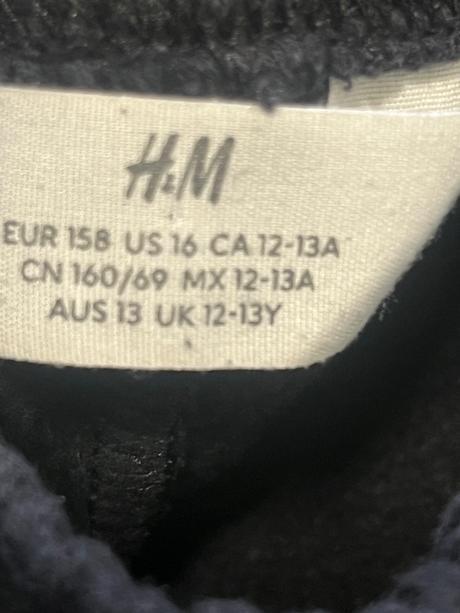 H&M
EUR 158 US 16 CA 12-13A
CN 160/69 MX 12-13A
AUS 13 UK 12-13Y